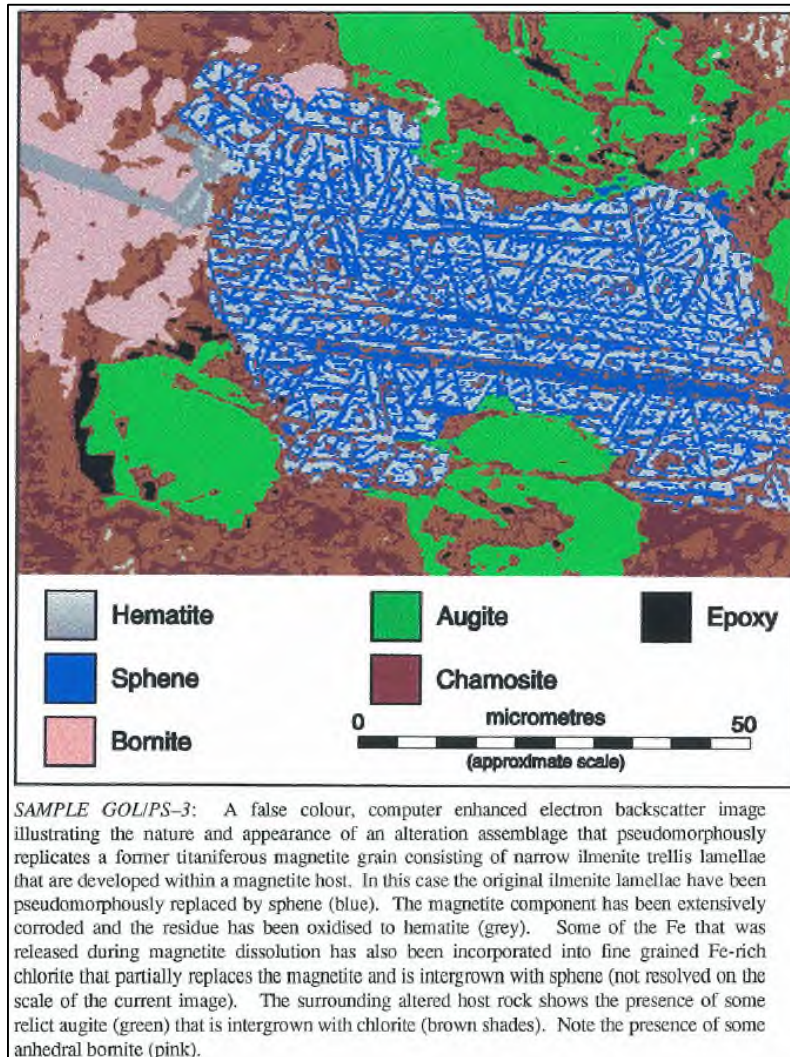 Hematite
Augite
Epoxy
Sphene
Chamosite
Bornite
0 micrometres 50
(approximate scale)
SAMPLE GOL/PS–3: A false colour, computer enhanced electron backscatter image
illustrating the nature and appearance of an alteration assemblage that pseudomorphously
replicates a former titaniferous magnetite grain consisting of narrow ilmenite trellis lamellae
that are developed within a magnetite host. In this case the original ilmenite lamellae have been
pseudomorphously replaced by sphene (blue). The magnetite component has been extensively
corroded and the residue has been oxidised to hematite (grey). Some of the Fe that was
released during magnetite dissolution has also been incorporated into fine grained Fe-rich
chlorite that partially replaces the magnetite and is intergrown with sphene (not resolved on the
scale of the current image). The surrounding altered host rock shows the presence of some
relict augite (green) that is intergrown with chlorite (brown shades). Note the presence of some
anhedral bornite (pink).